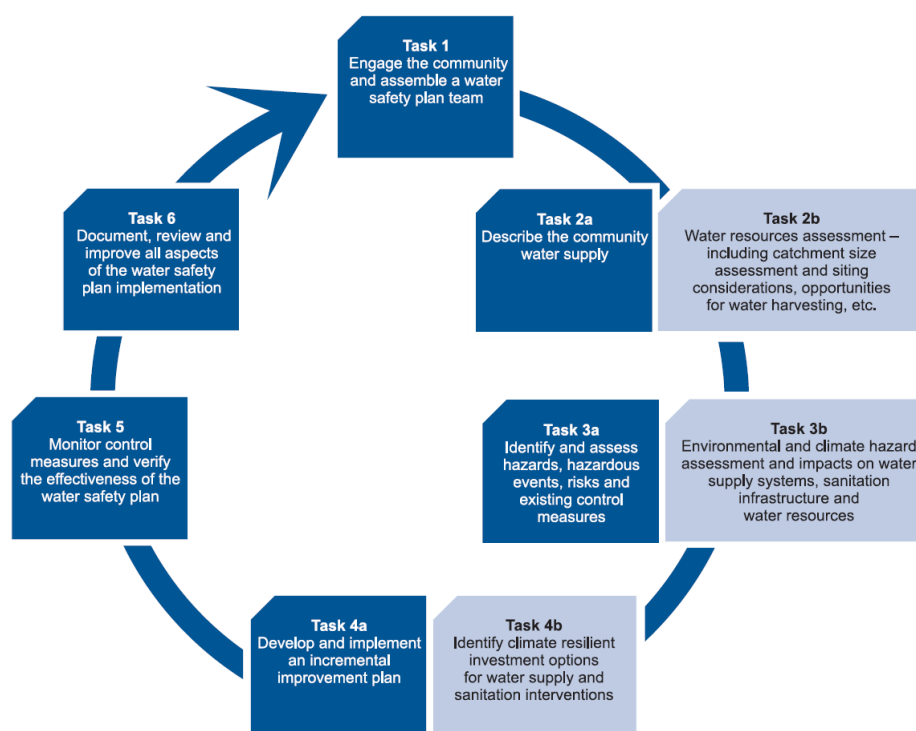 Task 1
Engage the community
and assemble a water
safety plan team
Task 2a
Describe the community
water supply
Task 2b
Water resources assessment –
including catchment size
assessment and siting
considerations, opportunities
for water harvesting, etc.
Task 3a
Identify and assess
hazards, hazardous
events, risks and
existing control
measures
Task 3b
Environmental and climate hazard
assessment and impacts on water
supply systems, sanitation
infrastructure and
water resources
Task 4a
Develop and implement
an incremental
improvement plan
Task 4b
Identify climate resilient
investment options
for water supply and
sanitation interventions
Task 5
Monitor control
measures and verify
the effectiveness of the
water safety plan
Task 6
Document, review and
improve all aspects
of the water safety
plan implementation